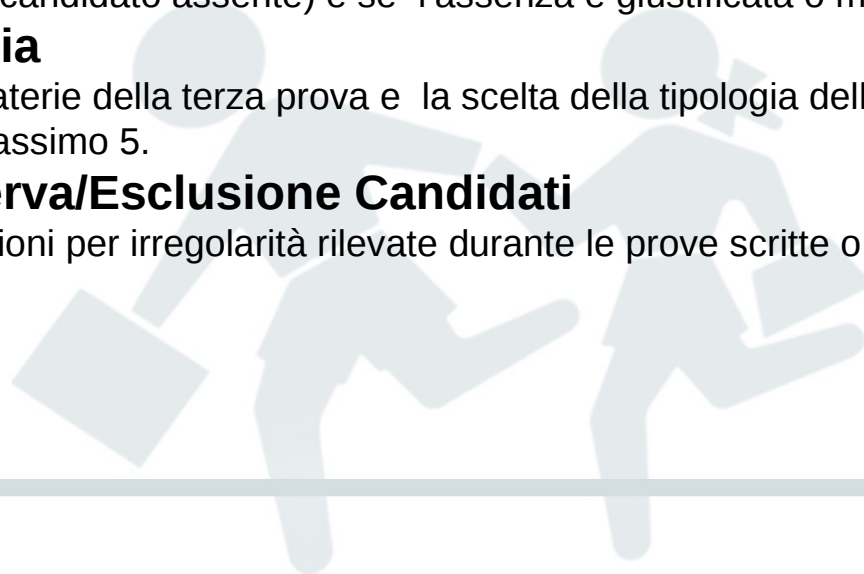 candidato assente) e se l'assenza è giustificata o m
ia
aterie della terza prova e la scelta della tipologia dell
assimo 5.
erva/Esclusione Candidati
ioni per irregolarità rilevate durante le prove scritte o